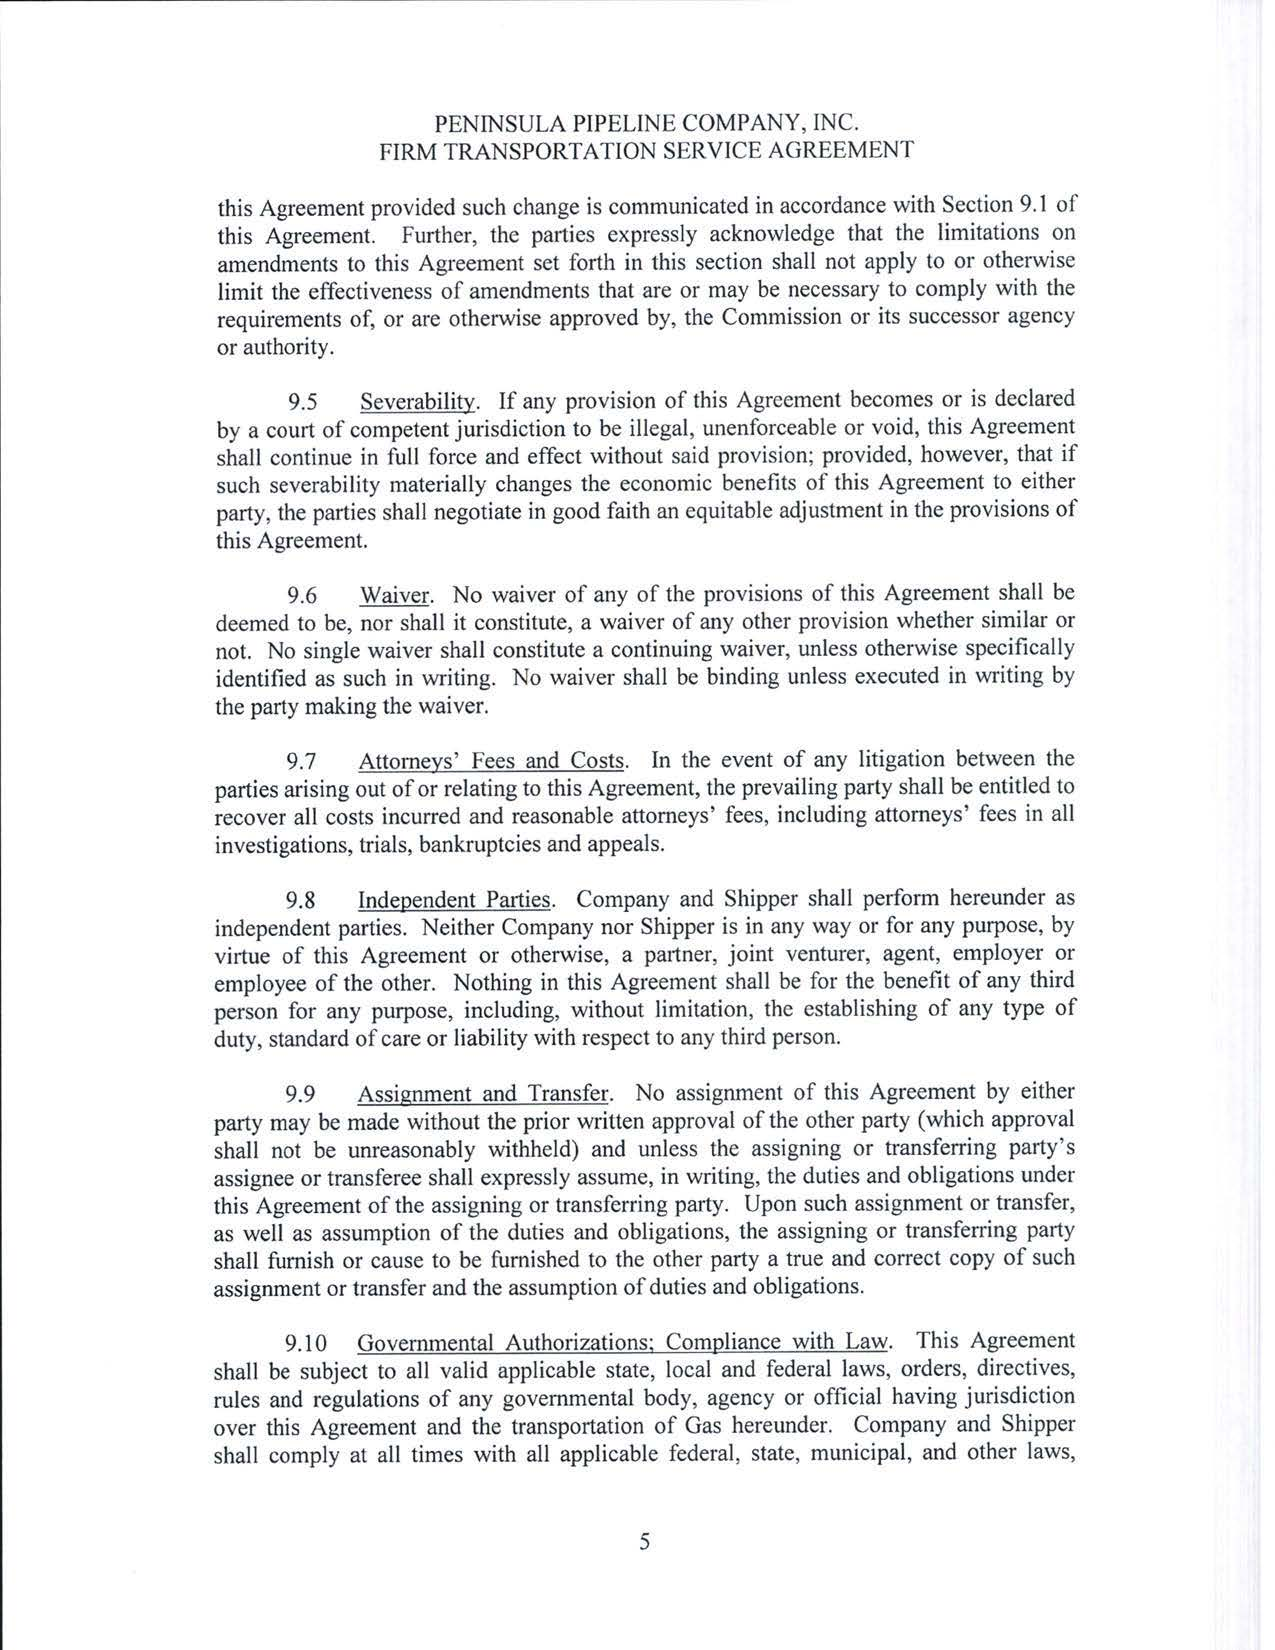 PENINSULA PIPELINE COMPANY, INC.
FIRM TRANSPORTATION SERVICE AGREEMENT
this Agreement provided such change is communicated in accordance with Section 9.1 of
this Agreement. Further, the parties expressly acknowledge that the limitations on
amendments to this Agreement set forth in this section shall not apply to or otherwise
limit the effectiveness of amendments that are or may be necessary to comply with the
requirements of, or are otherwise approved by, the Commission or its successor agency
or authority.
9.5 Severability. If any provision of this Agreement becomes or is declared
by a court of competent jurisdiction to be illegal, unenforceable or void, this Agreement
shall continue in full force and effect without said provision; provided, however, that if
such severability materially changes the economic benefits of this Agreement to either
party, the parties shall negotiate in good faith an equitable adjustment in the provisions of
this Agreement.
9.6 Waiver. No waiver of any of the provisions of this Agreement shall be
deemed to be, nor shall it constitute, a waiver of any other provision whether similar or
not. No single waiver shall constitute a continuing waiver, unless otherwise specifically
identified as such in writing. No waiver shall be binding unless executed in writing by
the party making the waiver.
9.7 Attorneys' Fees and Costs. In the event of any litigation between the
parties arising out of or relating to this Agreement, the prevailing party shall be entitled to
recover all costs incurred and reasonable attorneys' fees, including attorneys' fees in all
investigations, trials, bankruptcies and appeals.
9.8 Independent Parties. Company and Shipper shall perform hereunder as
independent parties. Neither Company nor Shipper is in any way or for any purpose, by
virtue of this Agreement or otherwise, a partner, joint venturer, agent, employer or
employee of the other. Nothing in this Agreement shall be for the benefit of any third
person for any purpose, including, without limitation, the establishing of any type of
duty, standard of care or liability with respect to any third person.
9.9 Assignment and Transfer. No assignment of this Agreement by either
party may be made without the prior written approval of the other party (which approval
shall not be unreasonably withheld) and unless the assigning or transferring party's
assignee or transferee shall expressly assume, in writing, the duties and obligations under
this Agreement of the assigning or transferring party. Upon such assignment or transfer,
as well as assumption of the duties and obligations, the assigning or transferring party
shall furnish or cause to be furnished to the other party a true and correct copy of such
assignment or transfer and the assumption of duties and obligations.
9.10 Governmental Authorizations; Compliance with Law. This Agreement
shall be subject to all valid applicable state, local and federal laws, orders, directives,
rules and regulations of any governmental body, agency or official having jurisdiction
over this Agreement and the transportation of Gas hereunder. Company and Shipper
shall comply at all times with all applicable federal, state, municipal, and other laws,
5